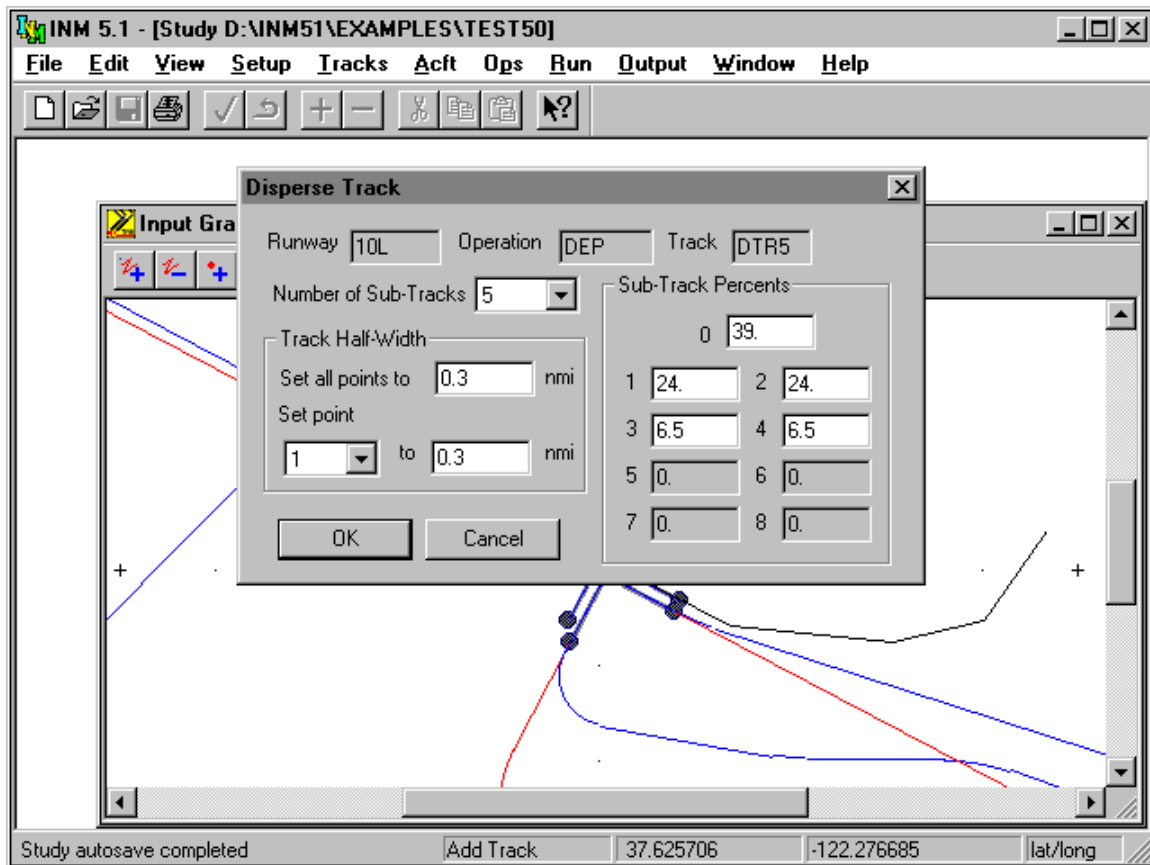 INM 5.1 - [Study D:\INM51\EXAMPLES\TEST50]
File Edit View Setup Tracks Acft Ops Run Output Window Help
Disperse Track
Input Gra
Runway 10L Operation DEP Track DTR5
Number of Sub-Tracks 5
Sub-Track Percents
0 39.
Track Half-Width
Set all points to 0.3 nmi
1 24. 2 24.
Set point
3 6.5 4 6.5
1 to 0.3 nmi
5 0. 6 0.
7 0. 8 0.
OK Cancel
Study autosave completed Add Track 37.625706 -122.276685 lat/long